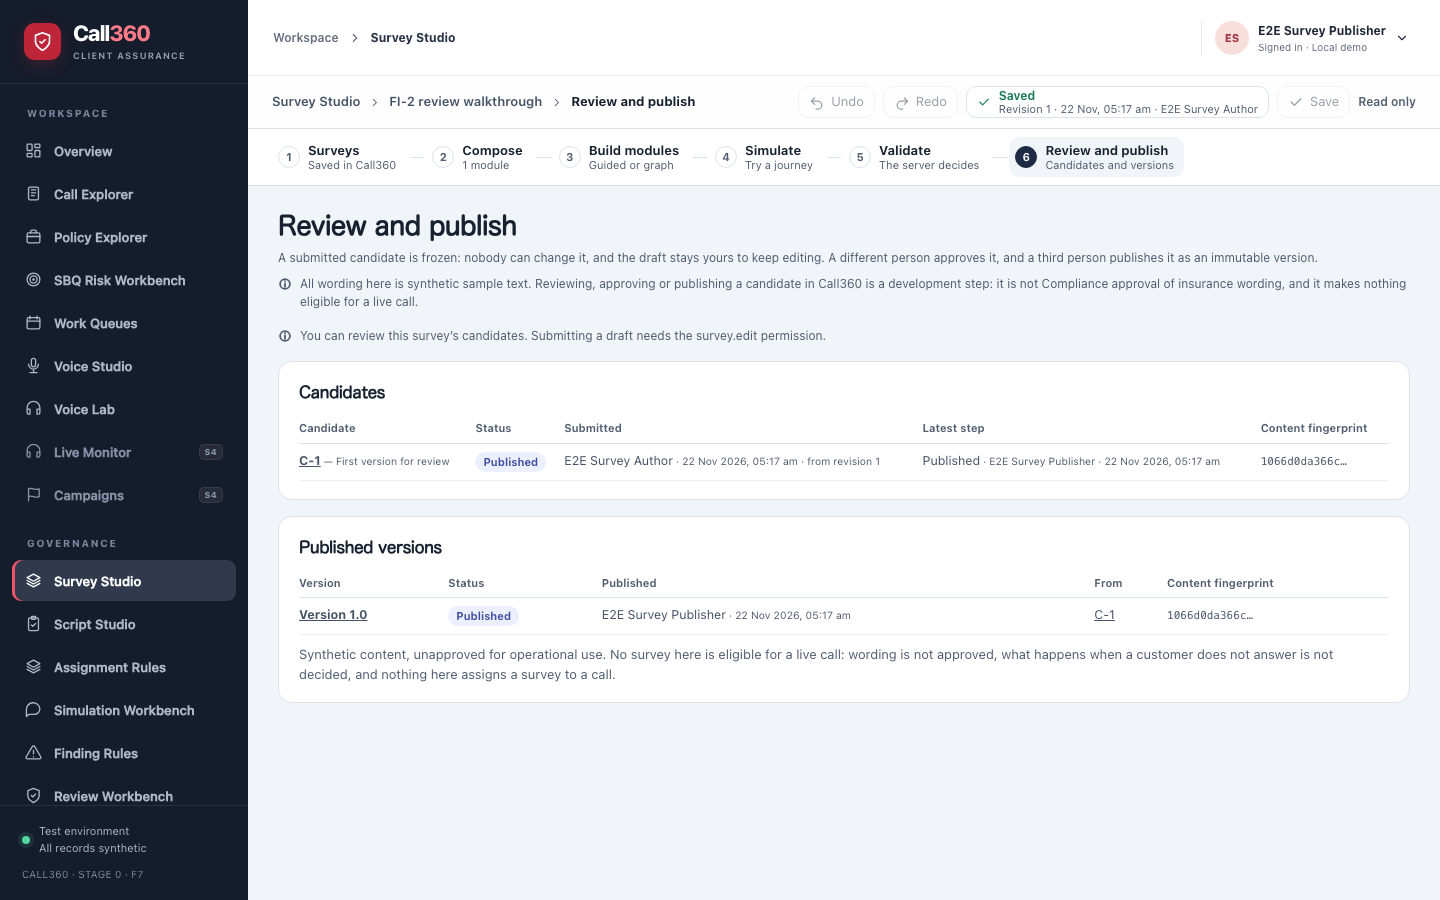 Call360
CLIENT ASSURANCE
WORKSPACE
Overview
Call Explorer
Policy Explorer
SBQ Risk Workbench
Work Queues
Voice Studio
Voice Lab
Live Monitor S4
Campaigns S4
GOVERNANCE
Survey Studio
Script Studio
Assignment Rules
Simulation Workbench
Finding Rules
Review Workbench
Test environment
All records synthetic
CALL360 · STAGE 0 · F7
Workspace > Survey Studio
ES
E2E Survey Publisher
Signed in · Local demo
Survey Studio > FI-2 review walkthrough > Review and publish
Undo
Redo
Saved
Revision 1 · 22 Nov, 05:17 am · E2E Survey Author
Save
Read only
1 Surveys
Saved in Call360
2 Compose
1 module
3 Build modules
Guided or graph
4 Simulate
Try a journey
5 Validate
The server decides
6 Review and publish
Candidates and versions
Review and publish
A submitted candidate is frozen: nobody can change it, and the draft stays yours to keep editing. A different person approves it, and a third person publishes it as an immutable version.
All wording here is synthetic sample text. Reviewing, approving or publishing a candidate in Call360 is a development step: it is not Compliance approval of insurance wording, and it makes nothing
eligible for a live call.
You can review this survey's candidates. Submitting a draft needs the survey.edit permission.
Candidates
Candidate Status Submitted Latest step Content fingerprint
C-1 — First version for review Published E2E Survey Author · 22 Nov 2026, 05:17 am · from revision 1 Published · E2E Survey Publisher · 22 Nov 2026, 05:17 am 1066d0da366c…
Published versions
Version Status Published From Content fingerprint
Version 1.0 Published E2E Survey Publisher · 22 Nov 2026, 05:17 am C-1 1066d0da366c…
Synthetic content, unapproved for operational use. No survey here is eligible for a live call: wording is not approved, what happens when a customer does not answer is not
decided, and nothing here assigns a survey to a call.